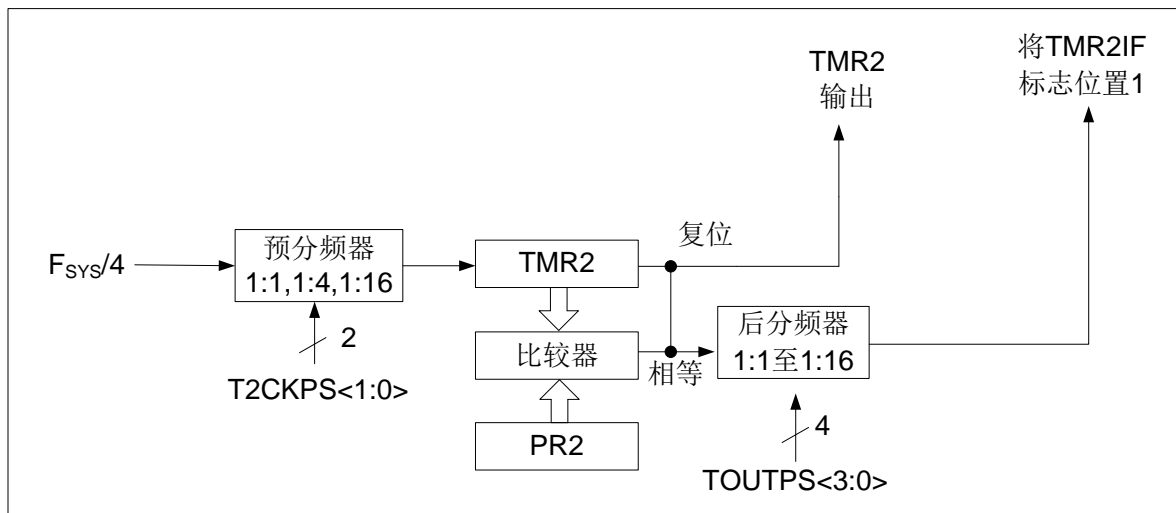 将TMR2IF
标志位置1
TMR2
输出
复位
F_SYS/4
预分频器
1:1,1:4,1:16
TMR2
2
T2CKPS<1:0>
比较器
相等
后分频器
1:1至1:16
PR2
4
TOUTPS<3:0>